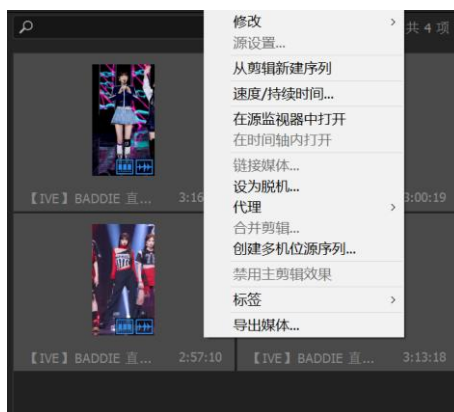 修改
共 4 项
源设置...
从剪辑新建序列
速度/持续时间...
在源监视器中打开
在时间轴内打开
链接媒体...
设为脱机...
代理
合并剪辑...
创建多机位源序列...
禁用主剪辑效果
标签
导出媒体...
【IVE】BADDIE 直... 3:16
3:00:19
【IVE】BADDIE 直... 2:57:10
【IVE】BADDIE 直... 3:13:18